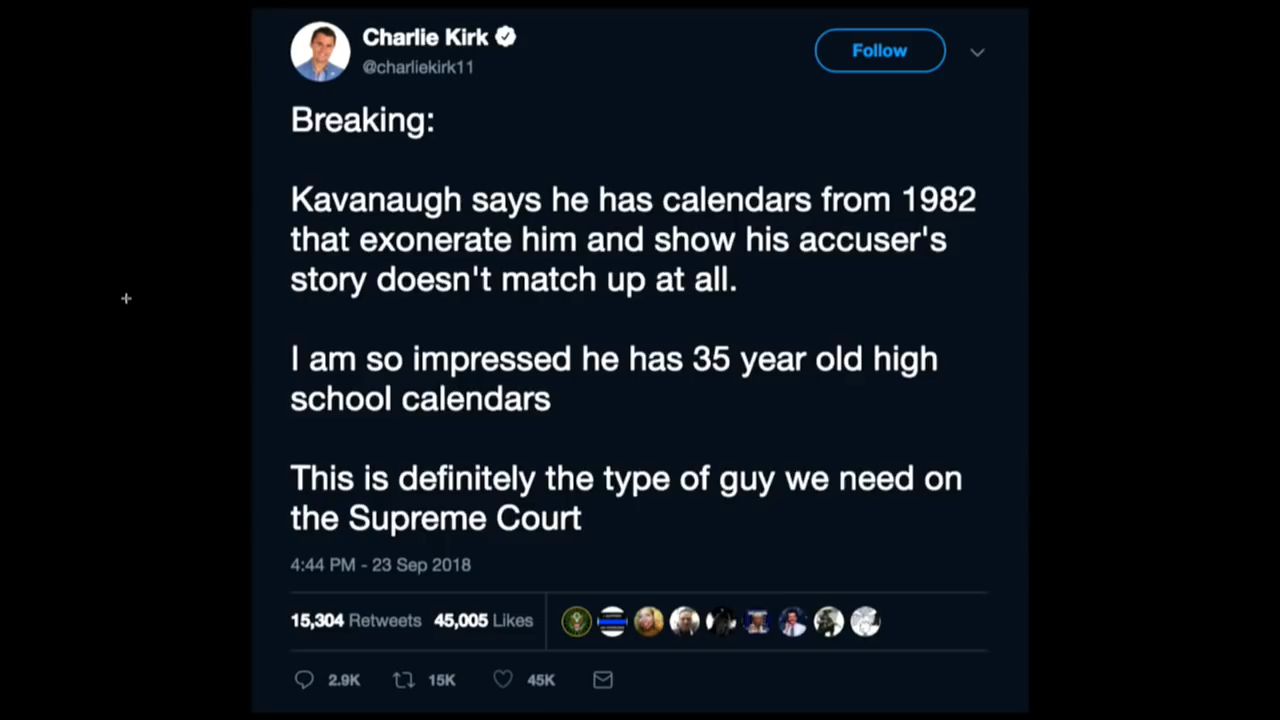 Charlie Kirk
@charliekirk11
Follow
Breaking:
Kavanaugh says he has calendars from 1982
that exonerate him and show his accuser's
story doesn't match up at all.
I am so impressed he has 35 year old high
school calendars
This is definitely the type of guy we need on
the Supreme Court
4:44 PM - 23 Sep 2018
15,304 Retweets 45,005 Likes
2.9K 15K 45K